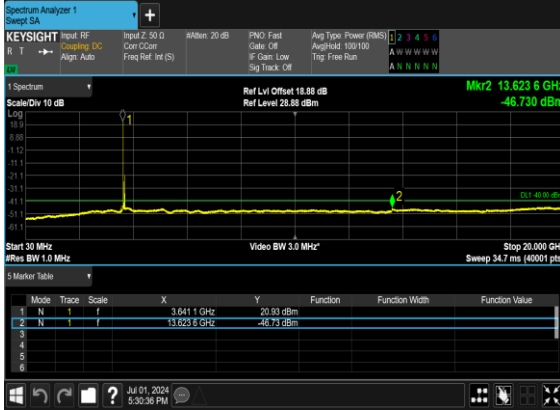 Spectrum Analyzer 1
Swept SA
+
KEYSIGHT Input: RF Input Z: 50 Ω #Atten: 20 dB PNO: Fast Avg Type: Power (RMS) 1 2 3 4 5 6
R T Coupling: DC Corr CCorr Gate: Off Avg|Hold: 100/100 A W W W W W
Align: Auto Freq Ref: Int (S) IF Gain: Low Trig: Free Run
Sig Track: Off A N N N N N
1 Spectrum
Ref Lvl Offset 18.88 dB Mkr2 13.623 6 GHz
Scale/Div 10 dB Ref Level 28.88 dBm -46.730 dBm
Log
18.9
8.88
-1.12
-11.1
-21.1
-31.1
-41.1
-51.1
-61.1
1
2
DL1 -40.00 dBm
Start 30 MHz Video BW 3.0 MHz* Stop 20.000 GH
#Res BW 1.0 MHz Sweep 34.7 ms (40001 pts
5 Marker Table
Mode Trace Scale X Y Function Function Width Function Value
1 N 1 f 3.641 1 GHz 20.93 dBm
2 N 1 f 13.623 6 GHz -46.73 dBm
3
4
5
6
?
Jul 01, 2024
5:30:36 PM